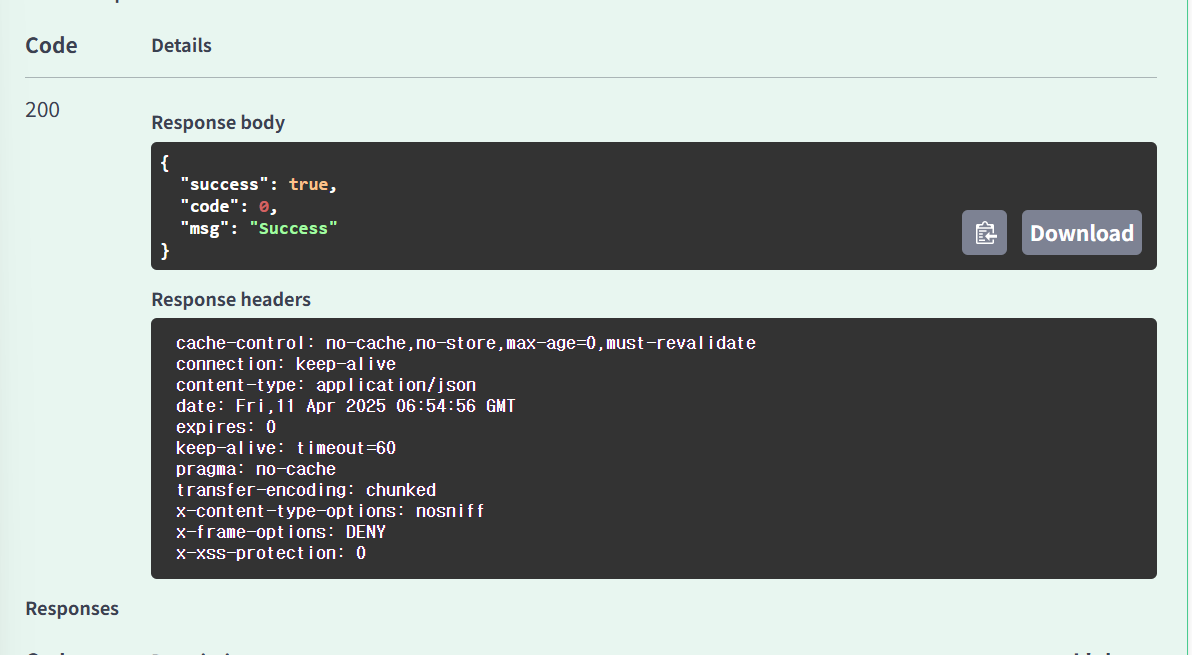 Code Details
200
Response body
{
"success": true,
"code": 0,
"msg": "Success"
}
Download
Response headers
cache-control: no-cache,no-store,max-age=0,must-revalidate
connection: keep-alive
content-type: application/json
date: Fri,11 Apr 2025 06:54:56 GMT
expires: 0
keep-alive: timeout=60
pragma: no-cache
transfer-encoding: chunked
x-content-type-options: nosniff
x-frame-options: DENY
x-xss-protection: 0
Responses